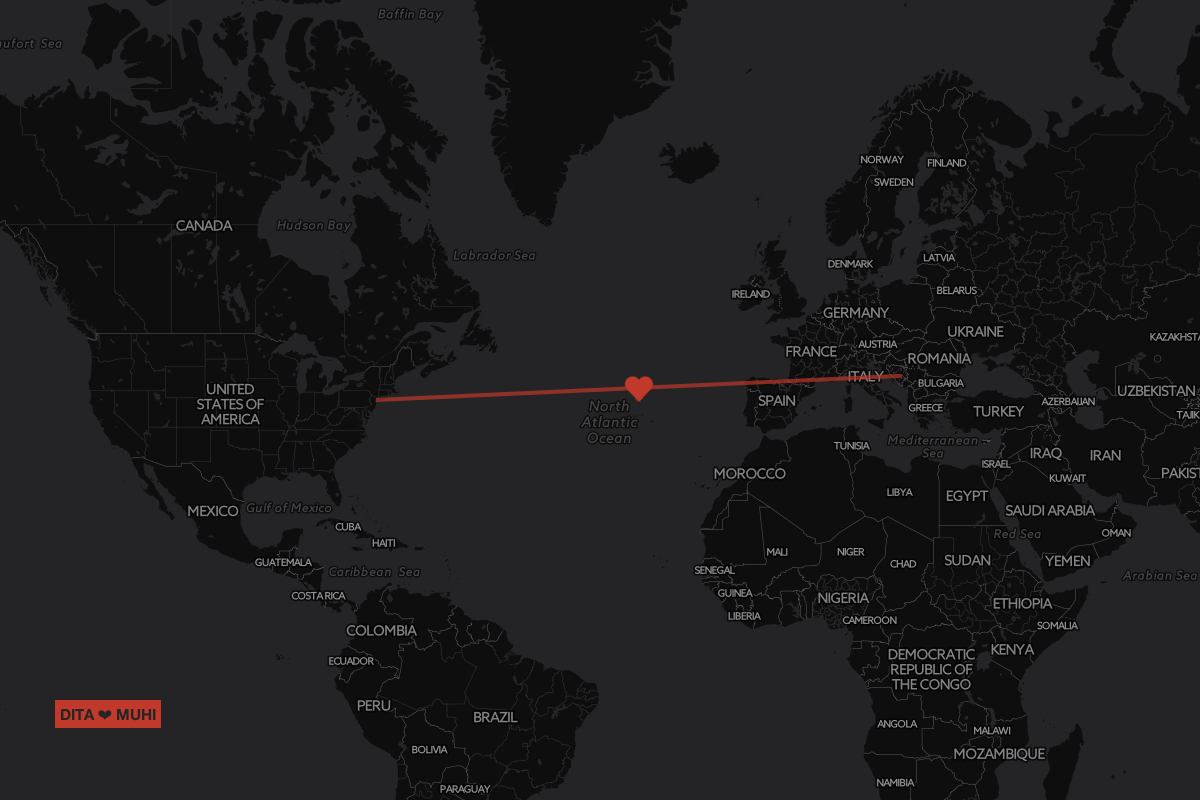 Baffin Bay
aufort Sea
NORWAY
FINLAND
SWEDEN
CANADA
Hudson Bay
Labrador Sea
LATVIA
DENMARK
BELARUS
IRELAND
GERMANY
UKRAINE
KAZAKHSTA
AUSTRIA
FRANCE
ROMANIA
ITALY
BULGARIA
UZBEKISTAN
UNITED
STATES OF
AMERICA
SPAIN
AZERBAIJAN
North
Atlantic
Ocean
GREECE
TURKEY
TAJIK
TUNISIA
Mediterranean
Sea
IRAQ
IRAN
ISRAEL
MOROCCO
KUWAIT
PAKIST
LIBYA
EGYPT
MEXICO
Gulf of Mexico
SAUDI ARABIA
CUBA
Red Sea
OMAN
HAITI
MALI
NIGER
GUATEMALA
CHAD
SUDAN
YEMEN
Caribbean Sea
SENEGAL
Arabian Sea
COSTA RICA
GUINEA
NIGERIA
ETHIOPIA
LIBERIA
CAMEROON
SOMALIA
COLOMBIA
KENYA
DEMOCRATIC
REPUBLIC OF
THE CONGO
ECUADOR
PERU
DITA ❤ MUHI
BRAZIL
ANGOLA
MALAWI
BOLIVIA
MOZAMBIQUE
NAMIBIA
PARAGUAY